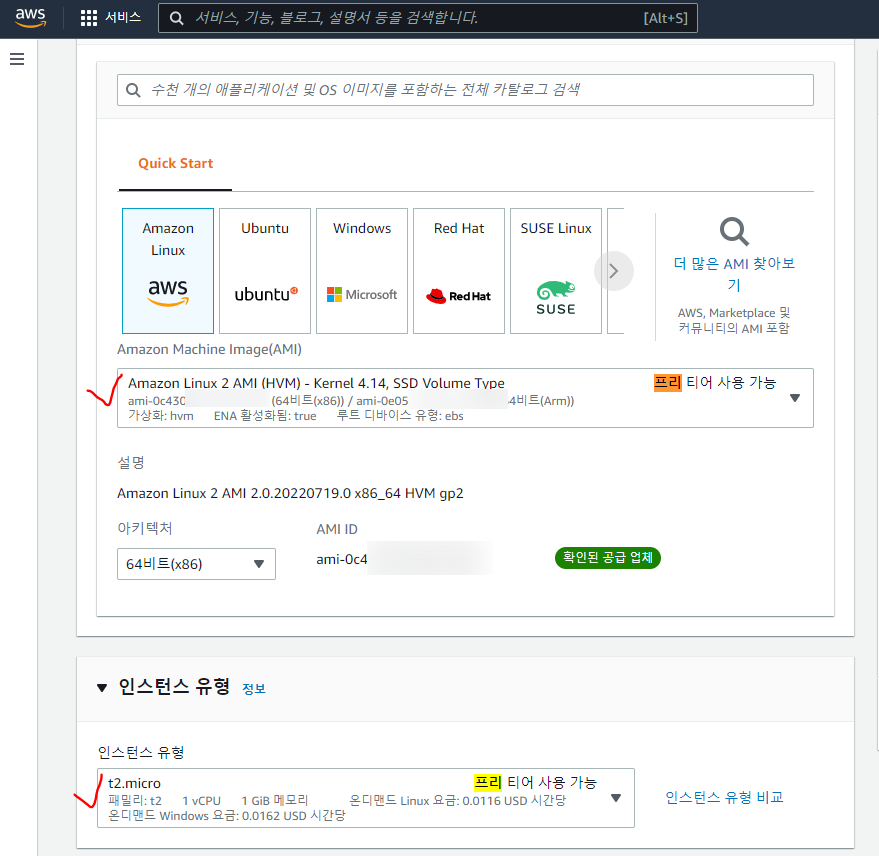 aws
서비스
서비스, 기능, 블로그, 설명서 등을 검색합니다.
[Alt+S]
수천 개의 애플리케이션 및 OS 이미지를 포함하는 전체 카탈로그 검색
Quick Start
Amazon
Linux
aws
Ubuntu
ubuntu
Windows
Microsoft
Red Hat
Red Hat
SUSE Linux
SUSE
더 많은 AMI 찾아보
기
AWS, Marketplace 및
커뮤니티의 AMI 포함
Amazon Machine Image(AMI)
Amazon Linux 2 AMI (HVM) - Kernel 4.14, SSD Volume Type
프리 티어 사용 가능
ami-0c430 (64비트(x86)) / ami-0e05 4비트(Arm))
가상화: hvm ENA 활성화됨: true 루트 디바이스 유형: ebs
설명
Amazon Linux 2 AMI 2.0.20220719.0 x86_64 HVM gp2
아키텍처
AMI ID
64비트(x86)
ami-0c4
확인된 공급 업체
인스턴스 유형 정보
인스턴스 유형
t2.micro
프리 티어 사용 가능
패밀리: t2 1 vCPU 1 GiB 메모리 온디맨드 Linux 요금: 0.0116 USD 시간당
온디맨드 Windows 요금: 0.0162 USD 시간당
인스턴스 유형 비교